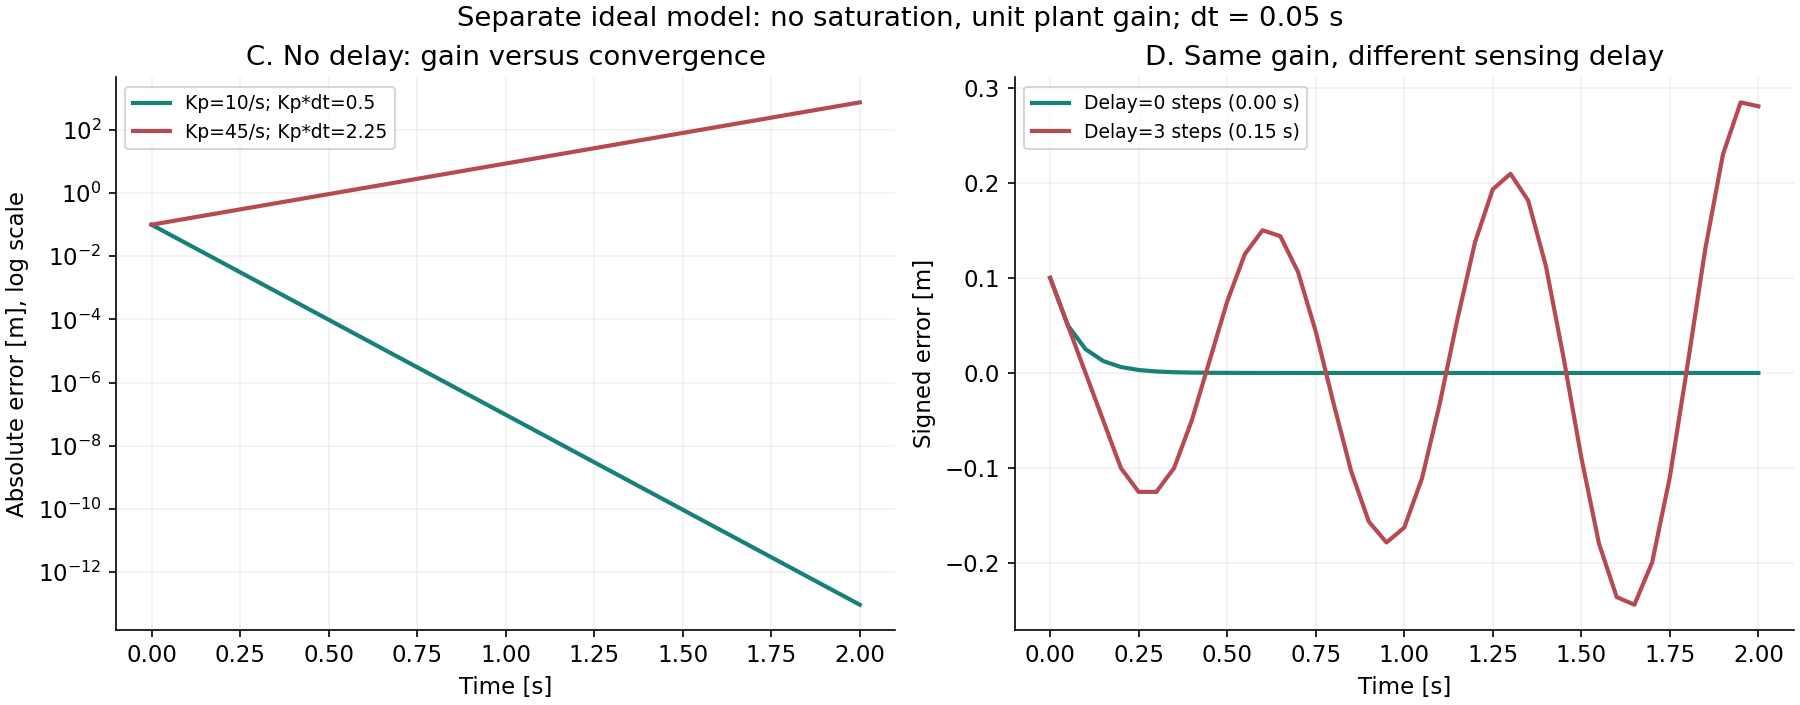 Separate ideal model: no saturation, unit plant gain; dt = 0.05 s
C. No delay: gain versus convergence
Kp=10/s; Kp*dt=0.5
Kp=45/s; Kp*dt=2.25
Absolute error [m], log scale
10²
10⁰
10⁻²
10⁻⁴
10⁻⁶
10⁻⁸
10⁻¹⁰
10⁻¹²
0.00 0.25 0.50 0.75 1.00 1.25 1.50 1.75 2.00
Time [s]
D. Same gain, different sensing delay
Delay=0 steps (0.00 s)
Delay=3 steps (0.15 s)
Signed error [m]
0.3
0.2
0.1
0.0
−0.1
−0.2
0.00 0.25 0.50 0.75 1.00 1.25 1.50 1.75 2.00
Time [s]